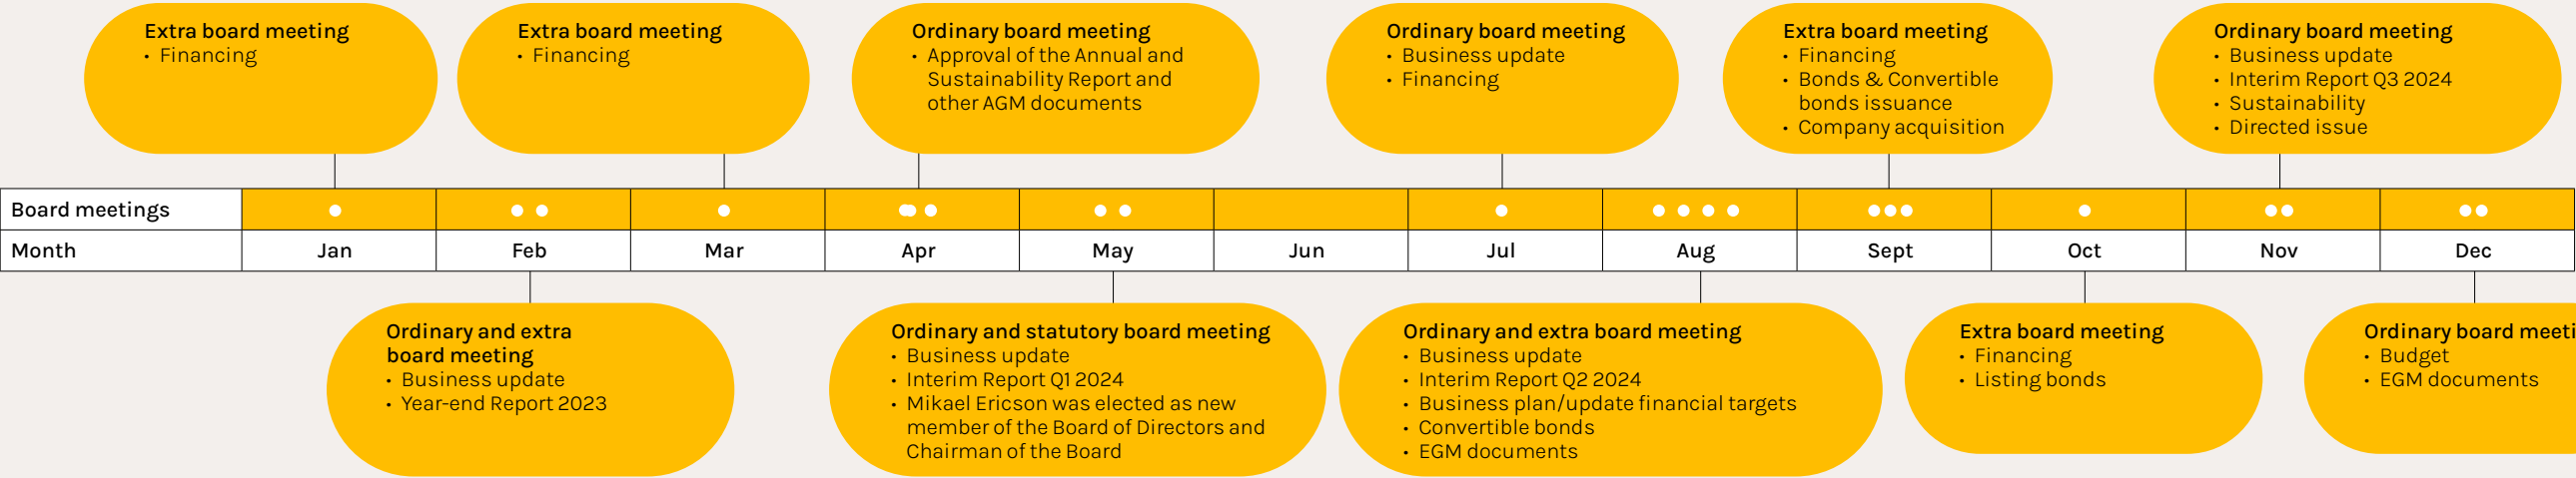 Extra board meeting
• Financing
Extra board meeting
• Financing
Ordinary board meeting
• Approval of the Annual and
Sustainability Report and
other AGM documents
Ordinary board meeting
• Business update
• Financing
Extra board meeting
• Financing
• Bonds & Convertible
bonds issuance
• Company acquisition
Ordinary board meeting
• Business update
• Interim Report Q3 2024
• Sustainability
• Directed issue
Board meetings
Month Jan Feb Mar Apr May Jun Jul Aug Sept Oct Nov Dec
Ordinary and extra
board meeting
• Business update
• Year-end Report 2023
Ordinary and statutory board meeting
• Business update
• Interim Report Q1 2024
• Mikael Ericson was elected as new
member of the Board of Directors and
Chairman of the Board
Ordinary and extra board meeting
• Business update
• Interim Report Q2 2024
• Business plan/update financial targets
• Convertible bonds
• EGM documents
Extra board meeting
• Financing
• Listing bonds
Ordinary board meeti
• Budget
• EGM documents